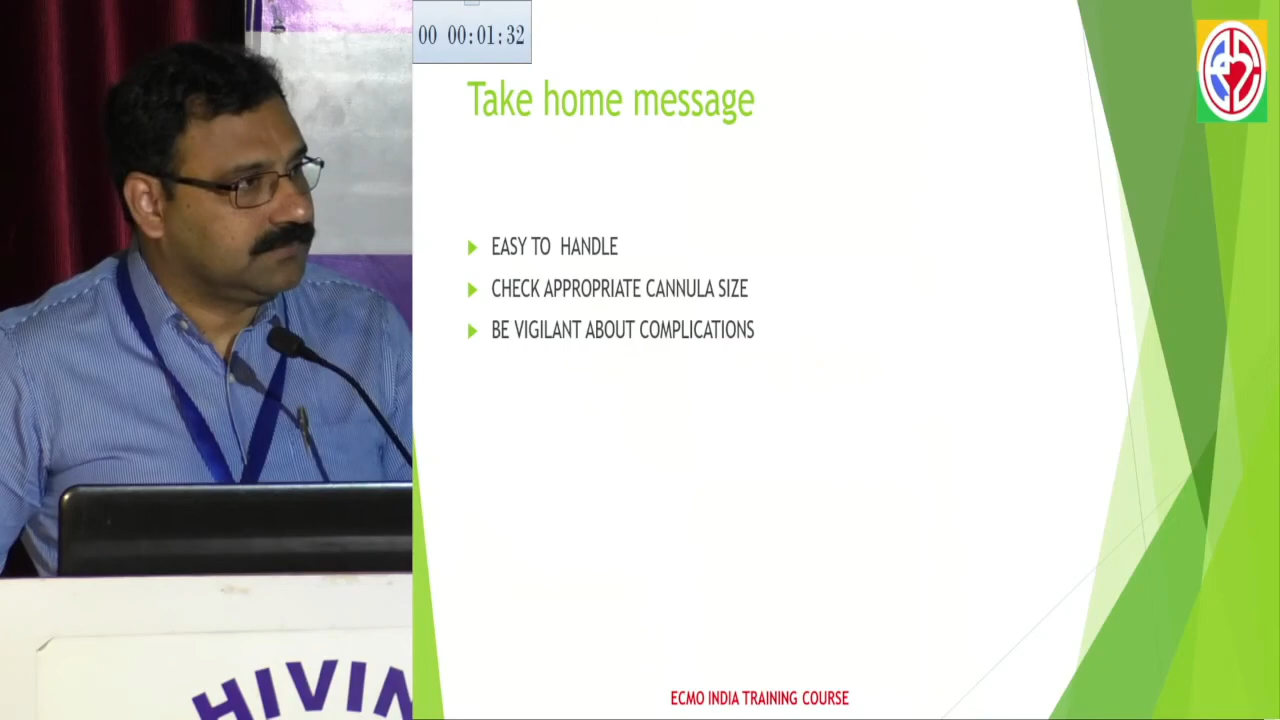 00 00:01:32
Take home message
EASY TO HANDLE
CHECK APPROPRIATE CANNULA SIZE
BE VIGILANT ABOUT COMPLICATIONS
HIVIN
ECMO INDIA TRAINING COURSE